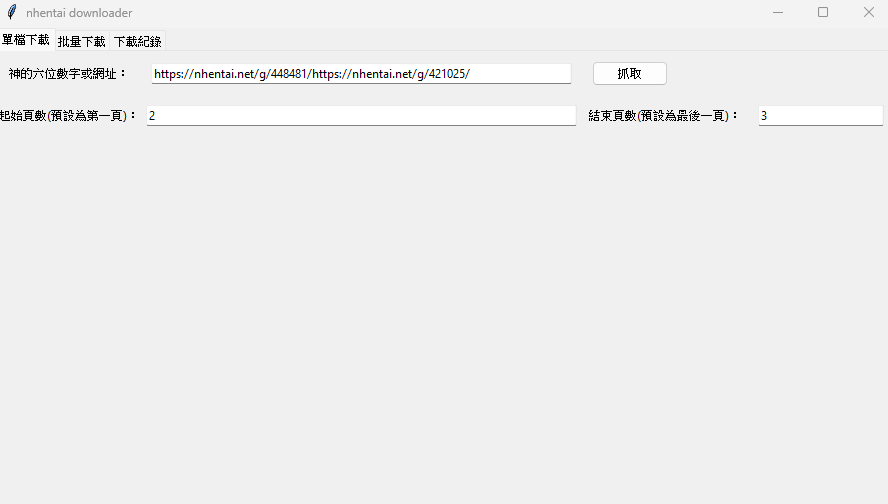 nhentai downloader
單檔下載 批量下載 下載紀錄
神的六位數字或網址： https://nhentai.net/g/448481/https://nhentai.net/g/421025/ 抓取
起始頁數(預設為第一頁)： 2 結束頁數(預設為最後一頁)： 3